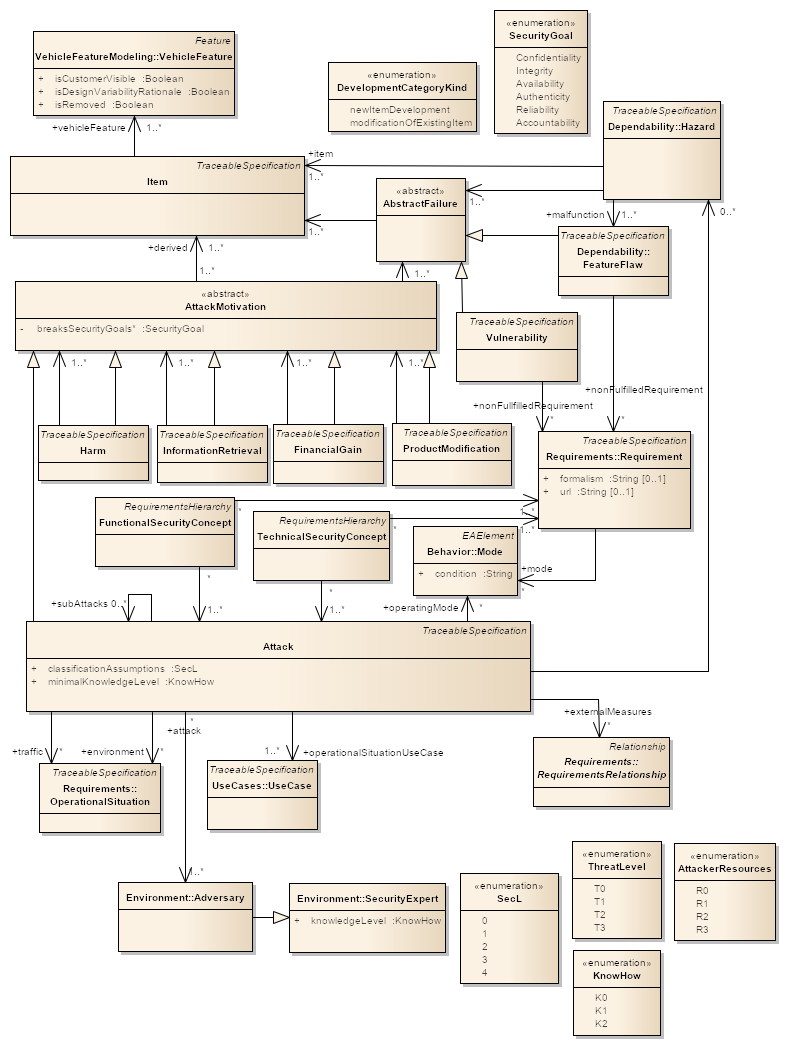 «enumeration»
SecurityGoal
Confidentiality
Integrity
Availability
Authenticity
Reliability
Accountability
Feature
VehicleFeatureModeling::VehicleFeature
+ isCustomerVisible :Boolean
+ isDesignVariabilityRationale :Boolean
+ isRemoved :Boolean
«enumeration»
DevelopmentCategoryKind
newItemDevelopment
modificationOfExistingItem
TraceableSpecification
Dependability::Hazard
+vehicleFeature 1..*
+item
1..*
TraceableSpecification
Item
«abstract»
AbstractFailure
1..*
1..*
+malfunction 1..*
0..*
TraceableSpecification
Dependability::
FeatureFlaw
+derived 1..*
1..*
1..*
«abstract»
AttackMotivation
- breaksSecurityGoals* :SecurityGoal
TraceableSpecification
Vulnerability
1..*
1..*
1..*
1..*
+nonFulfilledRequirement
*
+nonFullfilledRequirement
*
TraceableSpecification
Harm
TraceableSpecification
InformationRetrieval
TraceableSpecification
FinancialGain
TraceableSpecification
ProductModification
TraceableSpecification
Requirements::Requirement
+ formalism :String [0..1]
+ url :String [0..1]
RequirementsHierarchy
FunctionalSecurityConcept
*
1..*
RequirementsHierarchy
TechnicalSecurityConcept
*
1..*
EAElement
Behavior::Mode
+ condition :String
+mode
*
*
1..*
*
1..*
+subAttacks 0..*
+operatingMode *
TraceableSpecification
Attack
+ classificationAssumptions :SecL
+ minimalKnowledgeLevel :KnowHow
+externalMeasures
*
*
+attack
+traffic *
+environment *
1..* +operationalSituationUseCase
TraceableSpecification
Requirements::
OperationalSituation
TraceableSpecification
UseCases::UseCase
Relationship
Requirements::
RequirementsRelationship
1..*
Environment::Adversary
Environment::SecurityExpert
+ knowledgeLevel :KnowHow
«enumeration»
SecL
0
1
2
3
4
«enumeration»
ThreatLevel
T0
T1
T2
T3
«enumeration»
AttackerResources
R0
R1
R2
R3
«enumeration»
KnowHow
K0
K1
K2